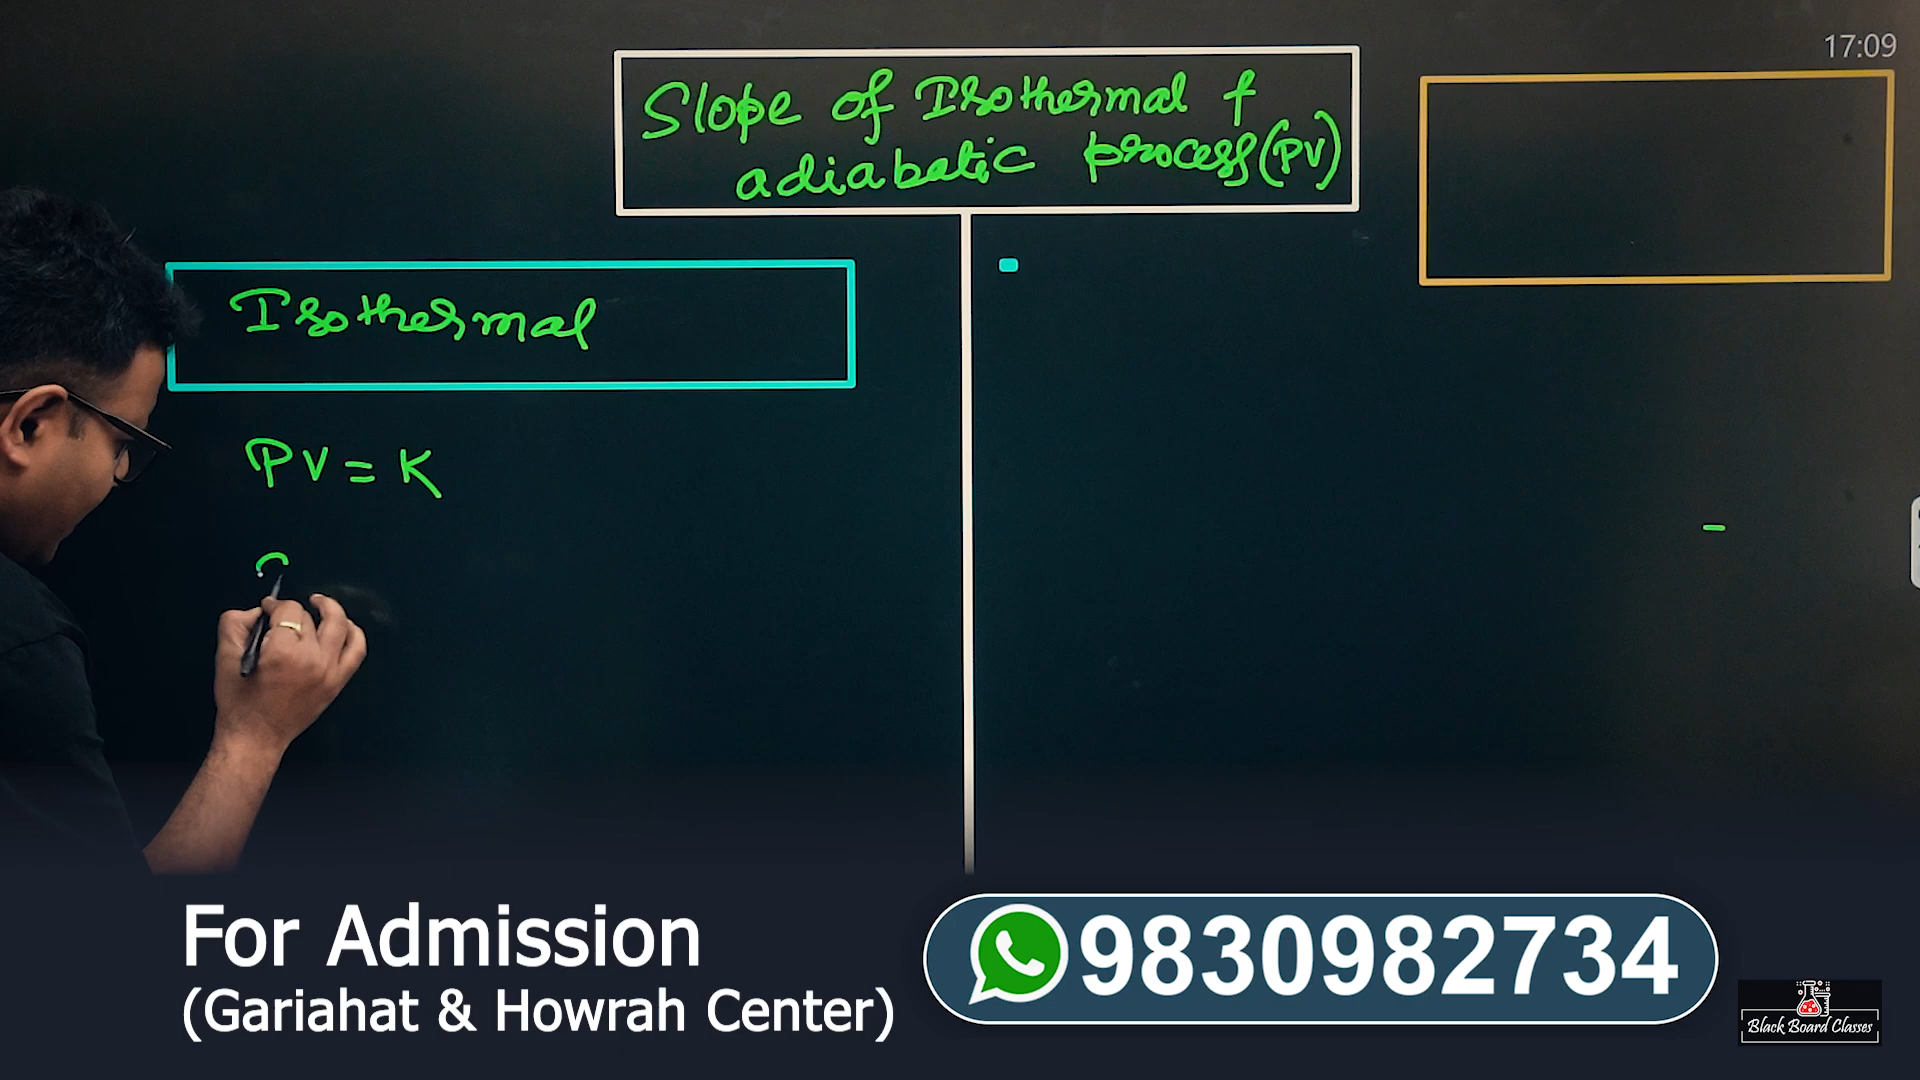 17:09
Slope of Isothermal &
adiabatic process (PV)
Isothermal
PV = K
For Admission
(Gariahat & Howrah Center)
9830982734
Black Board Classes